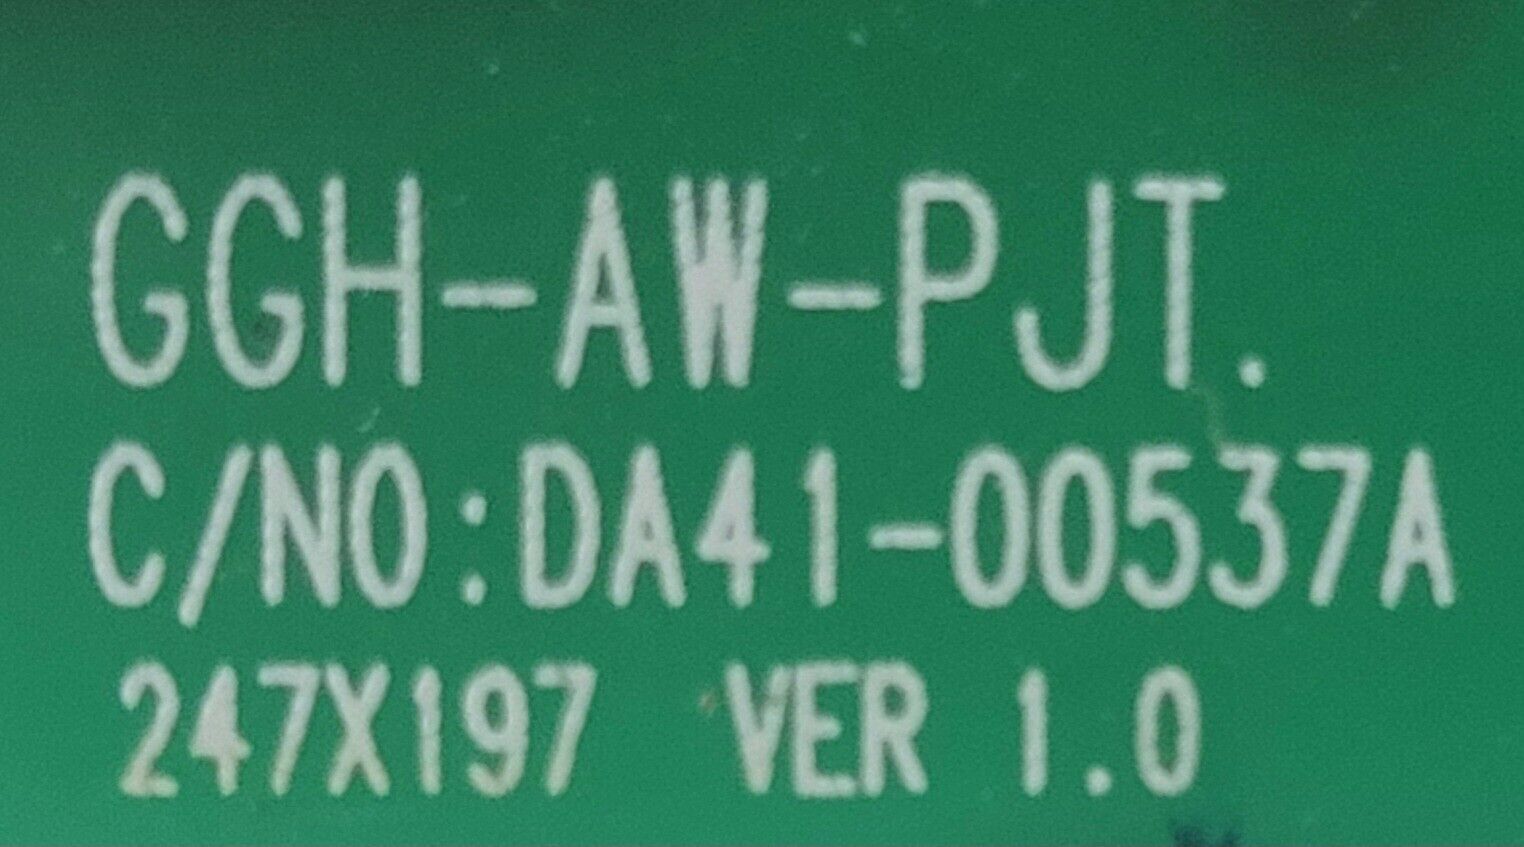 GGH-AW-PJT.
C/NO:DA41-00537A
247X197 VER 1.0